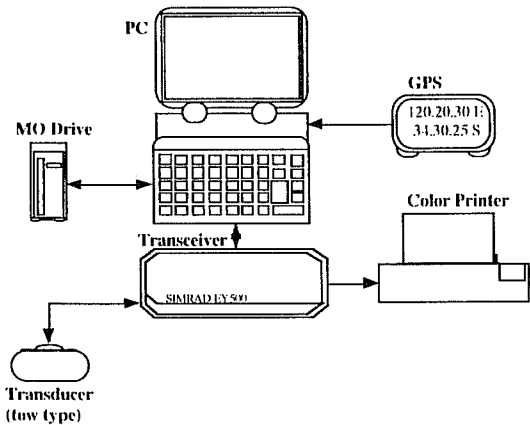 PC
GPS
120.20.30 E
34.30.25 S
MO Drive
Color Printer
Transceiver
SIMRAD EY500
Transducer
(tow type)